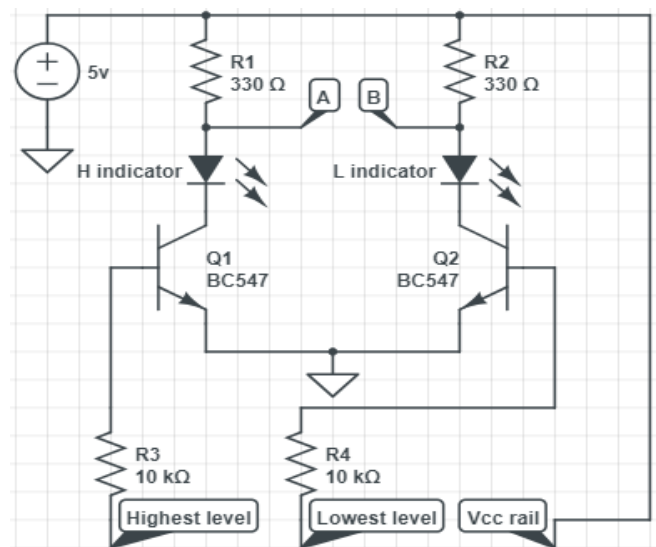 R1
330 Ω
R2
330 Ω
+
−
5v
A
B
H indicator
L indicator
Q1
BC547
Q2
BC547
R3
10 kΩ
R4
10 kΩ
Highest level
Lowest level
Vcc rail